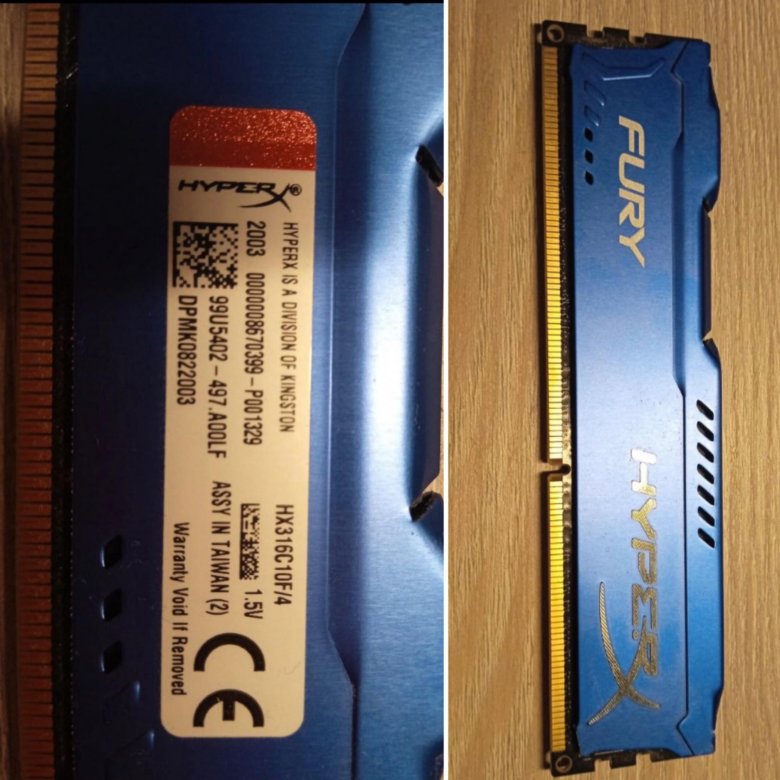 HYPERX®
HYPERX IS A DIVISION OF KINGSTON
2003 0000008670399-P001329
99U5402-497.A00LF
DPMK0822003
HX316C10F/4
1.5V
ASSY IN TAIWAN (2)
Warranty Void If Removed
CE
FURY
HYPERX